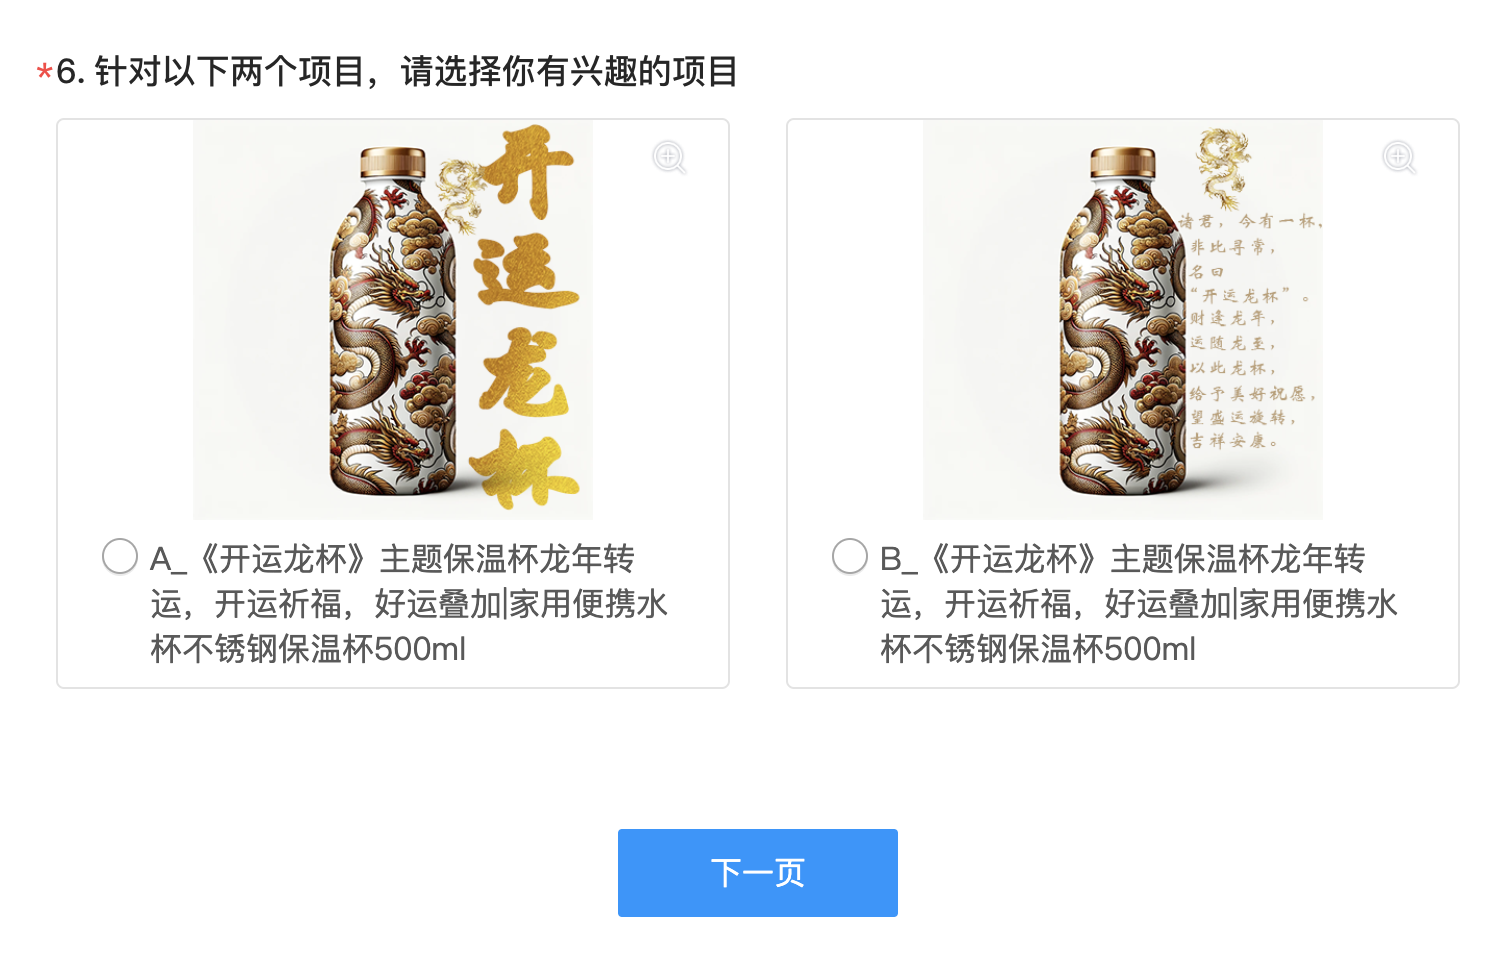 *6. 针对以下两个项目，请选择你有兴趣的项目
开
运
龙
杯
A_《开运龙杯》主题保温杯龙年转
运，开运祈福，好运叠加|家用便携水
杯不锈钢保温杯500ml
诸君，今有一杯，
非比寻常，
名曰
“开运龙杯”。
财逢龙年，
运随龙至，
以此龙杯，
给予美好祝愿，
望盛运旋转，
吉祥安康。
B_《开运龙杯》主题保温杯龙年转
运，开运祈福，好运叠加|家用便携水
杯不锈钢保温杯500ml
下一页